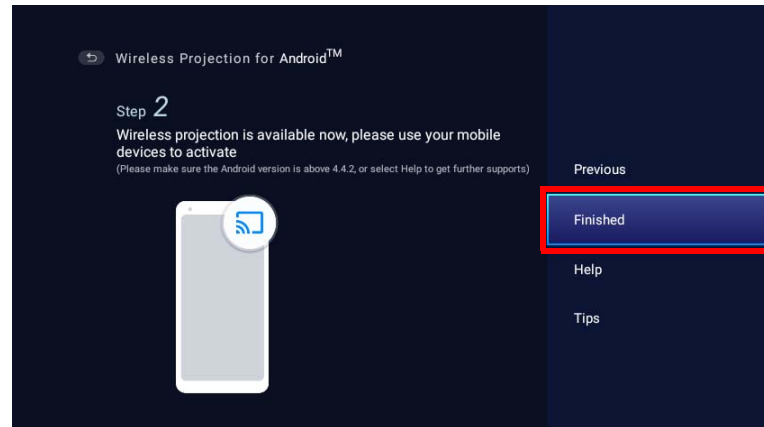 Wireless Projection for Android™
Step 2
Wireless projection is available now, please use your mobile
devices to activate
(Please make sure the Android version is above 4.4.2, or select Help to get further supports)
Previous
Finished
Help
Tips